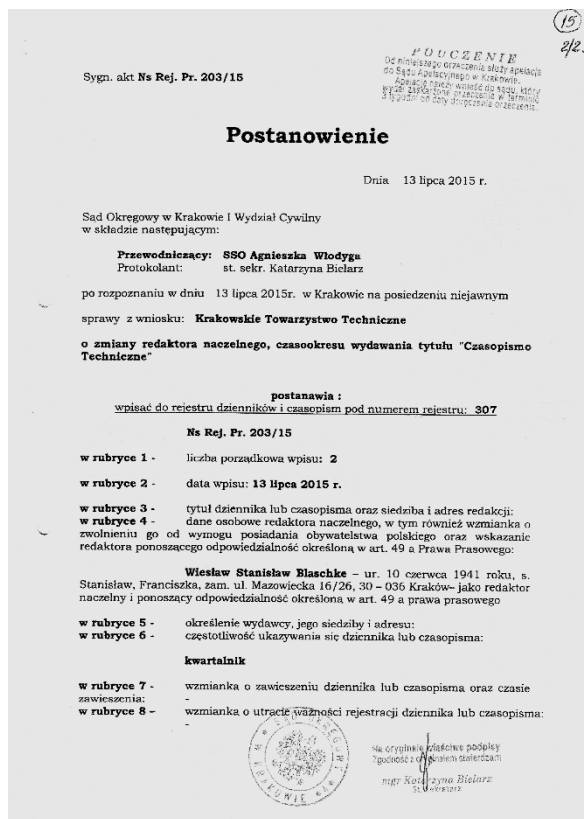 15
2/2.
POUCZENIE
Od niniejszego orzeczenia służy apelacja
do Sądu Apelacyjnego w Krakowie.
Apelację należy wnieść do sądu, który
wydał zaskarżone orzeczenie w terminie
3 tygodni od daty doręczenia orzeczenia.
Sygn. akt Ns Rej. Pr. 203/15
Postanowienie
Dnia 13 lipca 2015 r.
Sąd Okręgowy w Krakowie I Wydział Cywilny
w składzie następującym:
Przewodniczący: SSO Agnieszka Włodyga
Protokolant: st. sekr. Katarzyna Bielarz
po rozpoznaniu w dniu 13 lipca 2015r. w Krakowie na posiedzeniu niejawnym
sprawy z wniosku: Krakowskie Towarzystwo Techniczne
o zmiany redaktora naczelnego, czasookresu wydawania tytułu "Czasopismo
Techniczne"
postanawia :
wpisać do rejestru dzienników i czasopism pod numerem rejestru: 307
Ns Rej. Pr. 203/15
w rubryce 1 - liczba porządkowa wpisu: 2
w rubryce 2 - data wpisu: 13 lipca 2015 r.
w rubryce 3 - tytuł dziennika lub czasopisma oraz siedziba i adres redakcji:
w rubryce 4 - dane osobowe redaktora naczelnego, w tym również wzmianka o
zwolnieniu go od wymogu posiadania obywatelstwa polskiego oraz wskazanie
redaktora ponoszącego odpowiedzialność określoną w art. 49 a Prawa Prasowego:
Wiesław Stanisław Blaschke – ur. 10 czerwca 1941 roku, s.
Stanisław, Franciszka, zam. ul. Mazowiecka 16/26, 30 – 036 Kraków– jako redaktor
naczelny i ponoszący odpowiedzialność określoną w art. 49 a prawa prasowego
w rubryce 5 - określenie wydawcy, jego siedziby i adresu:
w rubryce 6 - częstotliwość ukazywania się dziennika lub czasopisma:
kwartalnik
w rubryce 7 - wzmianka o zawieszeniu dziennika lub czasopisma oraz czasie
zawieszenia: -
w rubryce 8 – wzmianka o utracie ważności rejestracji dziennika lub czasopisma:
-
SĄD OKRĘGOWY W KRAKOWIE *4*
Na oryginale właściwe podpisy
Zgodność z oryginałem stwierdzam
mgr Katarzyna Bielarz
St. sekretarz